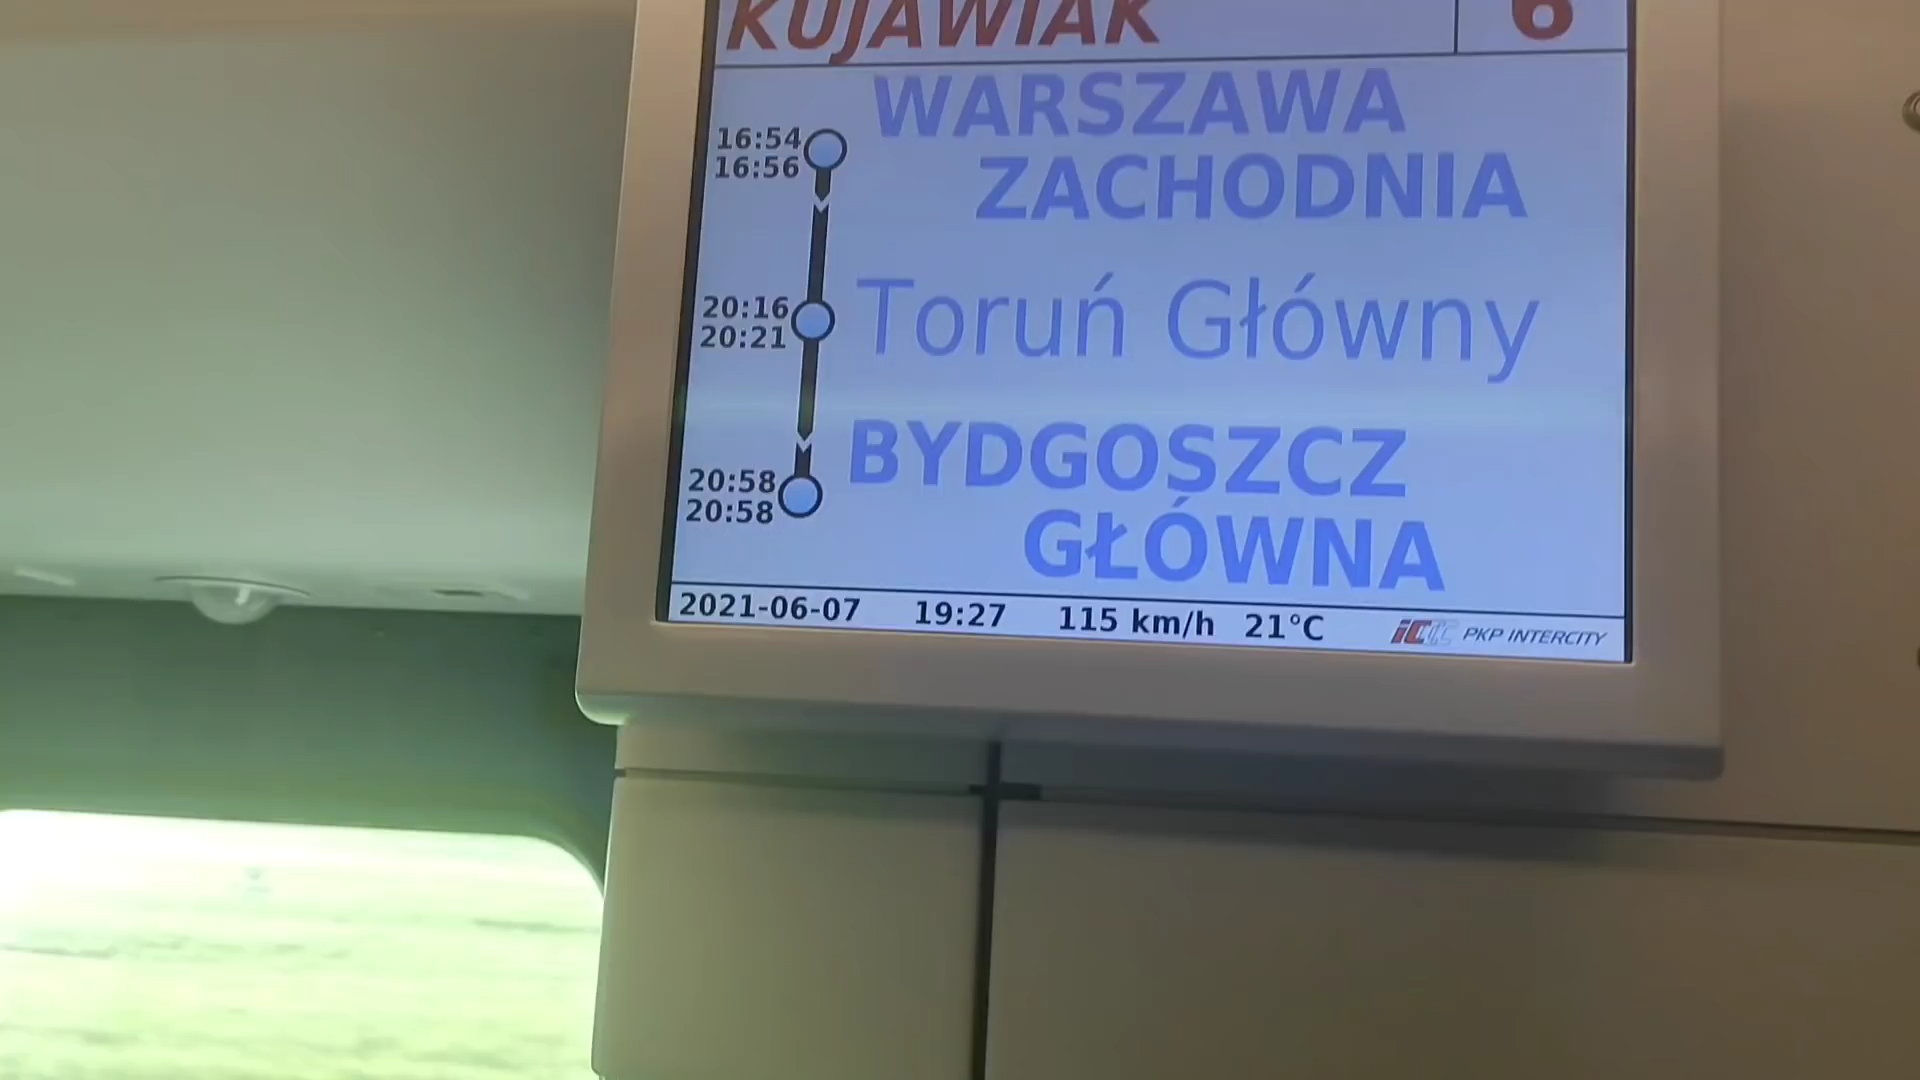 KUJAWIAK 6
16:54
16:56
WARSZAWA
ZACHODNIA
20:16
20:21
Toruń Główny
20:58
20:58
BYDGOSZCZ
GŁÓWNA
2021-06-07 19:27 115 km/h 21°C IC PKP INTERCITY